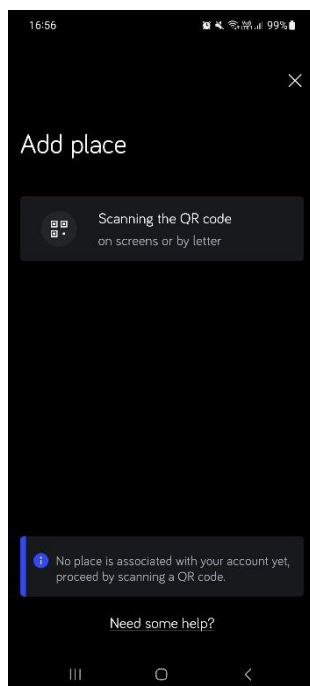 16:56
99%
Add place
Scanning the QR code
on screens or by letter
No place is associated with your account yet,
proceed by scanning a QR code.
Need some help?